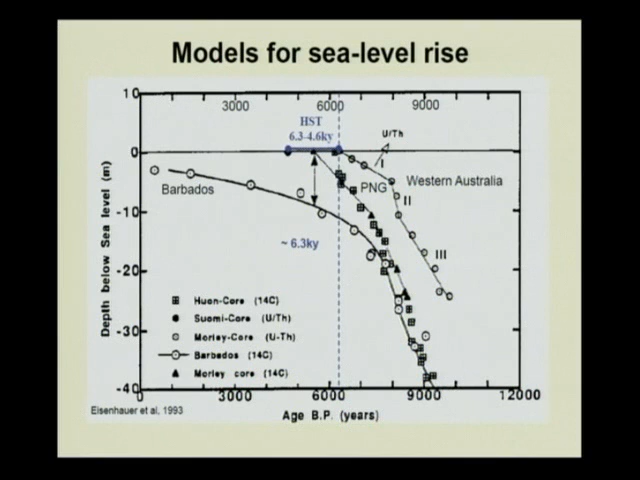 Models for sea-level rise
10
3000
6000
9000
HST
6.3-4.6ky
U/Th
0
I
Barbados
PNG
Western Australia
II
-10
~ 6.3ky
III
-20
Depth below Sea level (m)
Huon-Core (14C)
Suomi-Core (U/Th)
-30
Morley-Core (U-Th)
Barbados (14C)
Morley core (14C)
-40
0
3000
6000
9000
12000
Eisenhauer et al, 1993
Age B.P. (years)